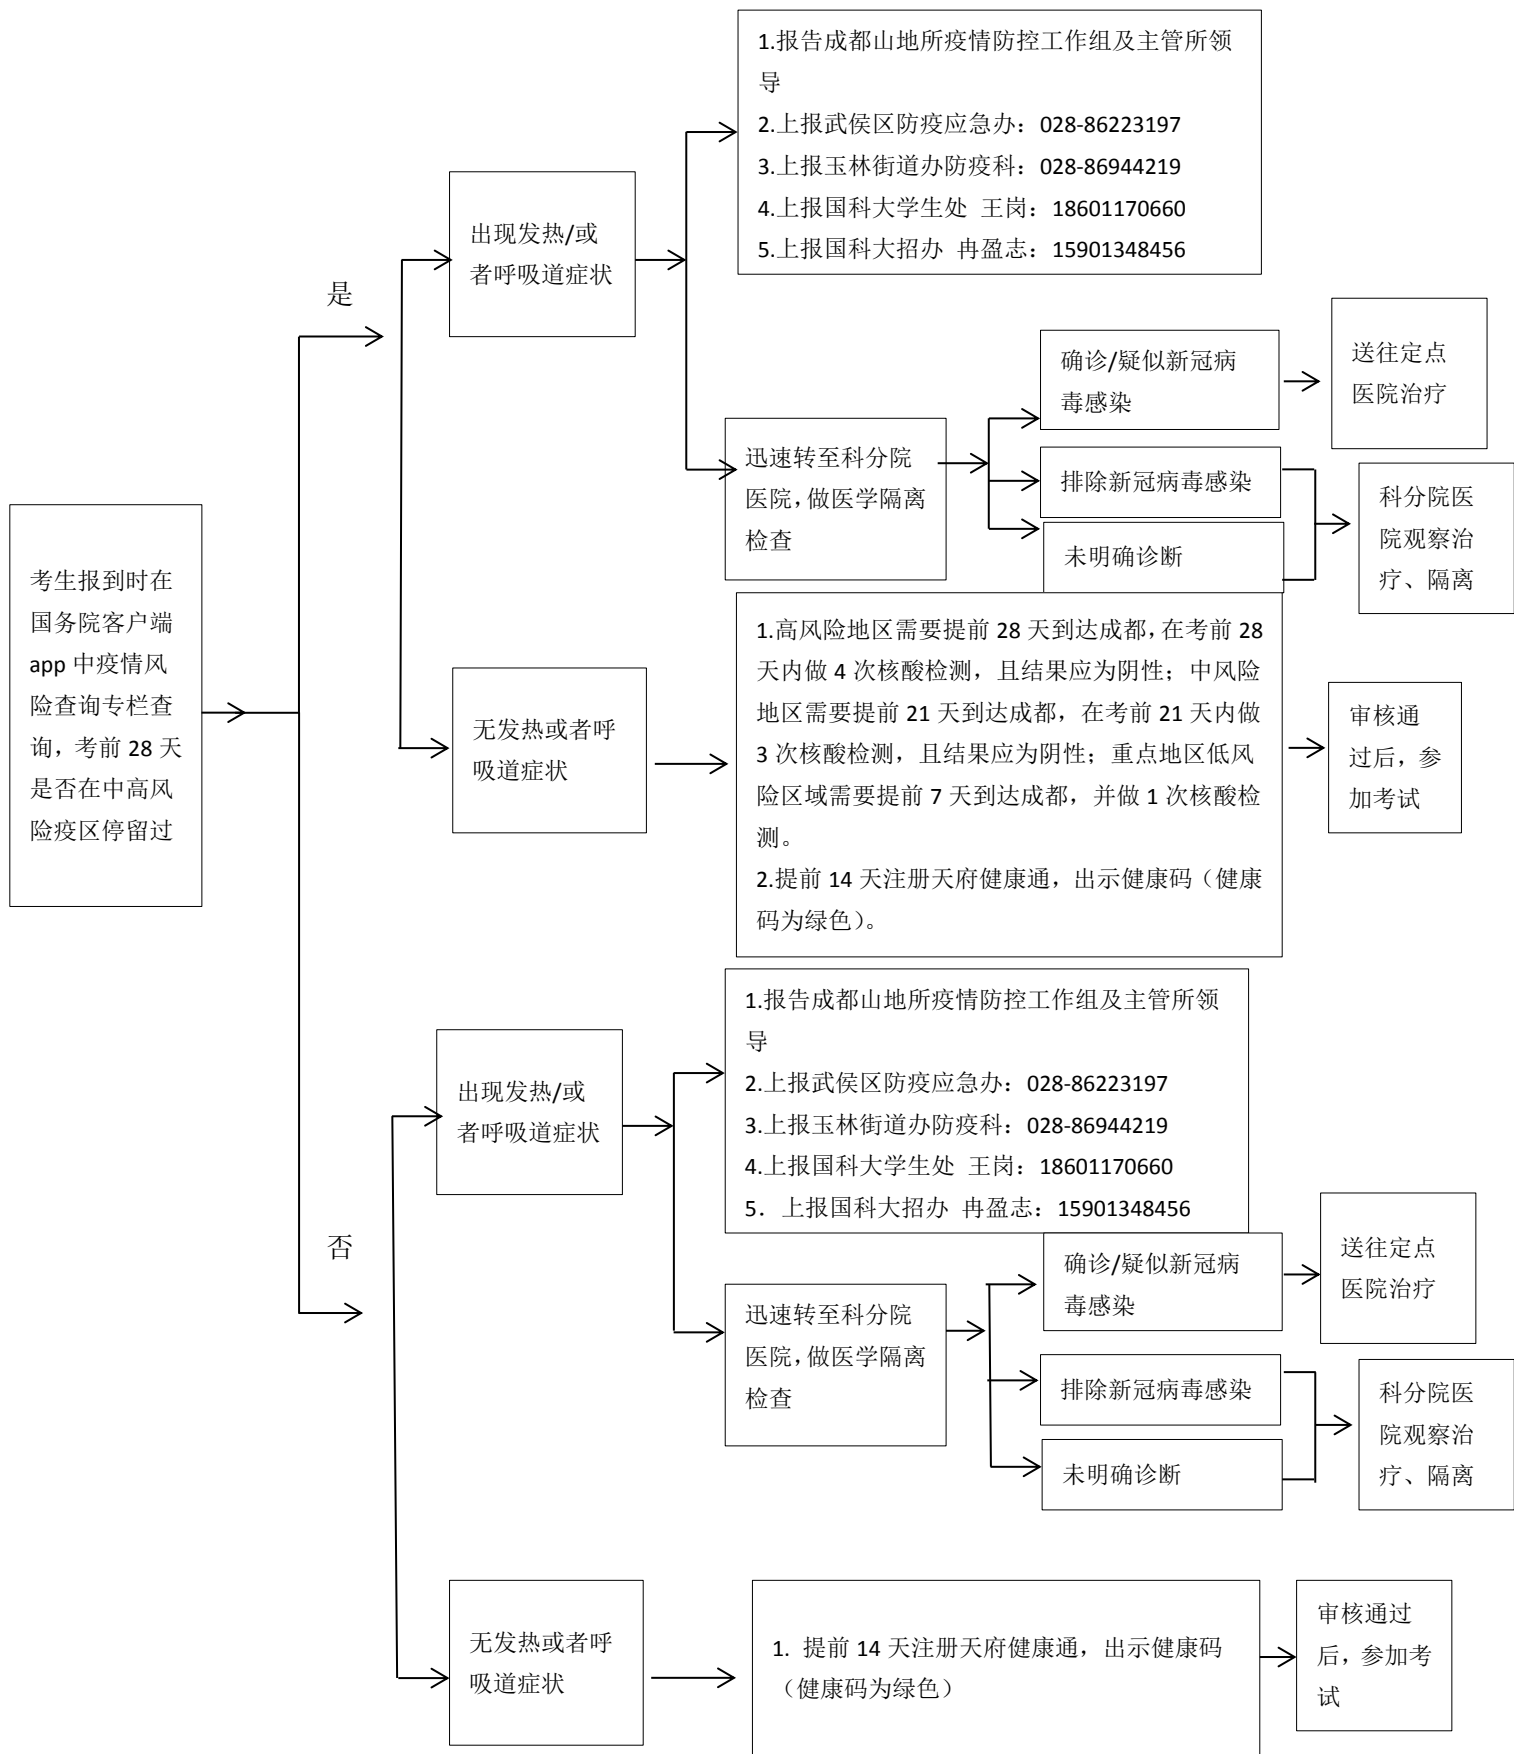 考生报到时在
国务院客户端
app 中疫情风
险查询专栏查
询，考前 28 天
是否在中高风
险疫区停留过
是
出现发热/或
者呼吸道症状
1.报告成都山地所疫情防控工作组及主管所领
导
2.上报武侯区防疫应急办：028-86223197
3.上报玉林街道办防疫科：028-86944219
4.上报国科大学生处 王岗：18601170660
5.上报国科大招办 冉盈志：15901348456
迅速转至科分院
医院，做医学隔离
检查
确诊/疑似新冠病
毒感染
送往定点
医院治疗
排除新冠病毒感染
未明确诊断
科分院医
院观察治
疗、隔离
无发热或者呼
吸道症状
1.高风险地区需要提前 28 天到达成都，在考前 28
天内做 4 次核酸检测，且结果应为阴性；中风险
地区需要提前 21 天到达成都，在考前 21 天内做
3 次核酸检测，且结果应为阴性；重点地区低风
险区域需要提前 7 天到达成都，并做 1 次核酸检
测。
2.提前 14 天注册天府健康通，出示健康码（健康
码为绿色）。
审核通
过后，参
加考试
否
出现发热/或
者呼吸道症状
1.报告成都山地所疫情防控工作组及主管所领
导
2.上报武侯区防疫应急办：028-86223197
3.上报玉林街道办防疫科：028-86944219
4.上报国科大学生处 王岗：18601170660
5. 上报国科大招办 冉盈志：15901348456
迅速转至科分院
医院，做医学隔离
检查
确诊/疑似新冠病
毒感染
送往定点
医院治疗
排除新冠病毒感染
未明确诊断
科分院医
院观察治
疗、隔离
无发热或者呼
吸道症状
1. 提前 14 天注册天府健康通，出示健康码
（健康码为绿色）
审核通过
后，参加考
试